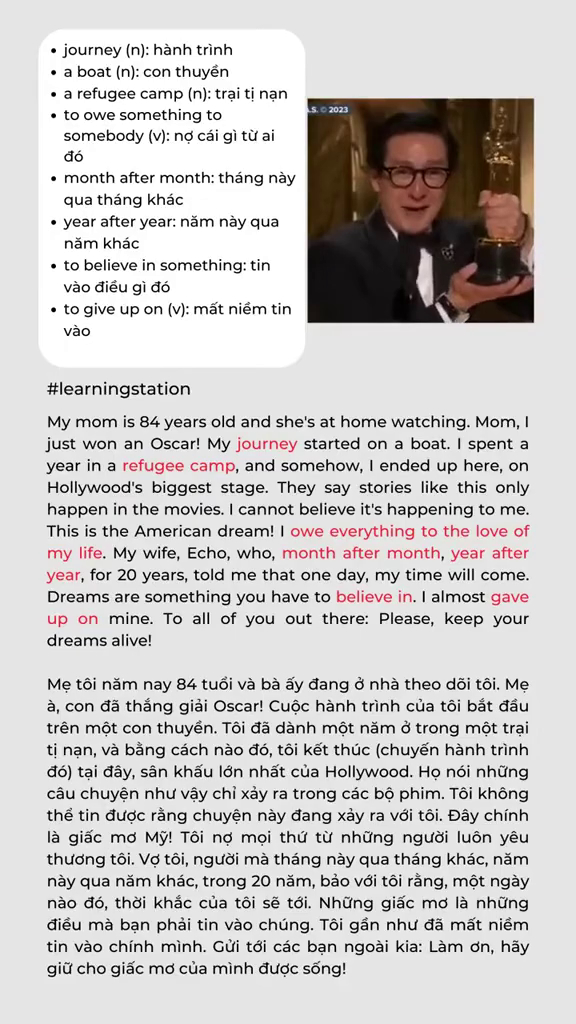 journey (n): hành trình
a boat (n): con thuyền
a refugee camp (n): trại tị nạn
to owe something to
somebody (v): nợ cái gì từ ai
đó
month after month: tháng này
qua tháng khác
year after year: năm này qua
năm khác
to believe in something: tin
vào điều gì đó
to give up on (v): mất niềm tin
vào
.S. © 2023
#learningstation
My mom is 84 years old and she's at home watching. Mom, I
just won an Oscar! My journey started on a boat. I spent a
year in a refugee camp, and somehow, I ended up here, on
Hollywood's biggest stage. They say stories like this only
happen in the movies. I cannot believe it's happening to me.
This is the American dream! I owe everything to the love of
my life. My wife, Echo, who, month after month, year after
year, for 20 years, told me that one day, my time will come.
Dreams are something you have to believe in. I almost gave
up on mine. To all of you out there: Please, keep your
dreams alive!
Mẹ tôi năm nay 84 tuổi và bà ấy đang ở nhà theo dõi tôi. Mẹ
à, con đã thắng giải Oscar! Cuộc hành trình của tôi bắt đầu
trên một con thuyền. Tôi đã dành một năm ở trong một trại
tị nạn, và bằng cách nào đó, tôi kết thúc (chuyến hành trình
đó) tại đây, sân khấu lớn nhất của Hollywood. Họ nói những
câu chuyện như vậy chỉ xảy ra trong các bộ phim. Tôi không
thể tin được rằng chuyện này đang xảy ra với tôi. Đây chính
là giấc mơ Mỹ! Tôi nợ mọi thứ từ những người luôn yêu
thương tôi. Vợ tôi, người mà tháng này qua tháng khác, năm
này qua năm khác, trong 20 năm, bảo với tôi rằng, một ngày
nào đó, thời khắc của tôi sẽ tới. Những giấc mơ là những
điều mà bạn phải tin vào chúng. Tôi gần như đã mất niềm
tin vào chính mình. Gửi tới các bạn ngoài kia: Làm ơn, hãy
giữ cho giấc mơ của mình được sống!